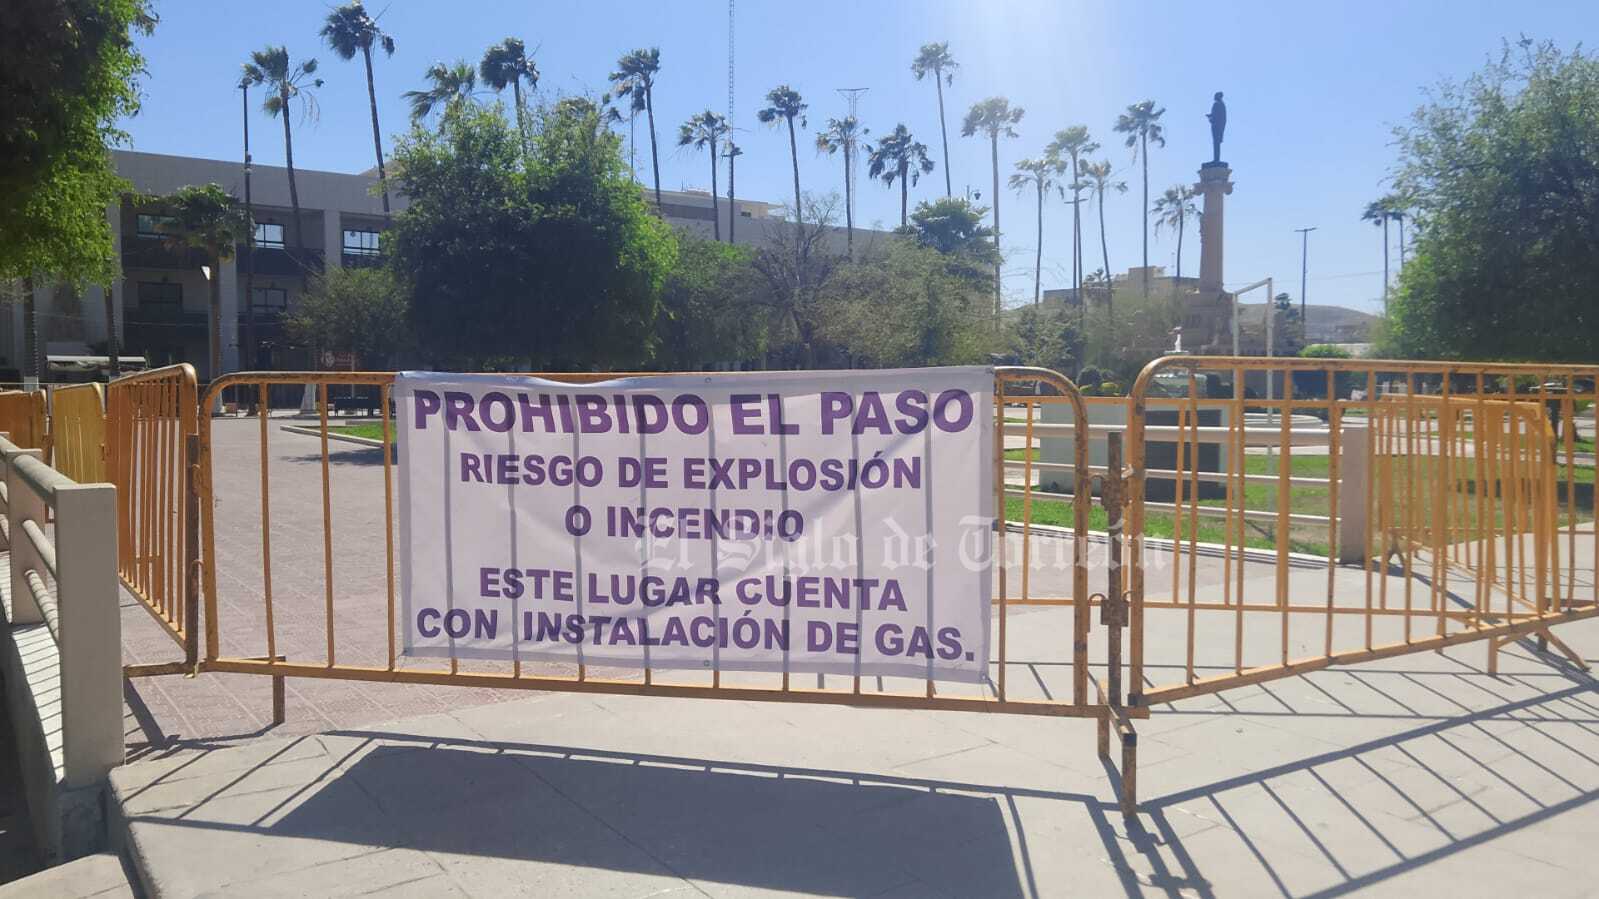 PROHIBIDO EL PASO
RIESGO DE EXPLOSIÓN
O INCENDIO
El Siglo de Torreón
ESTE LUGAR CUENTA
CON INSTALACIÓN DE GAS.